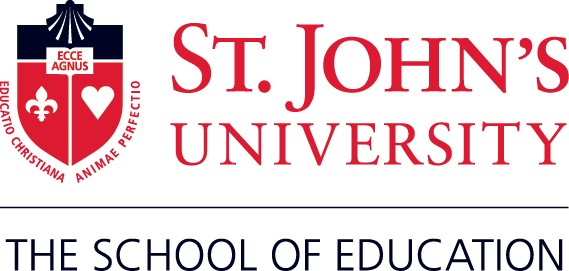 ECCE
AGNUS
EDUCATIO CHRISTIANA ANIMAE PERFECTIO
ST. JOHN'S
UNIVERSITY
THE SCHOOL OF EDUCATION